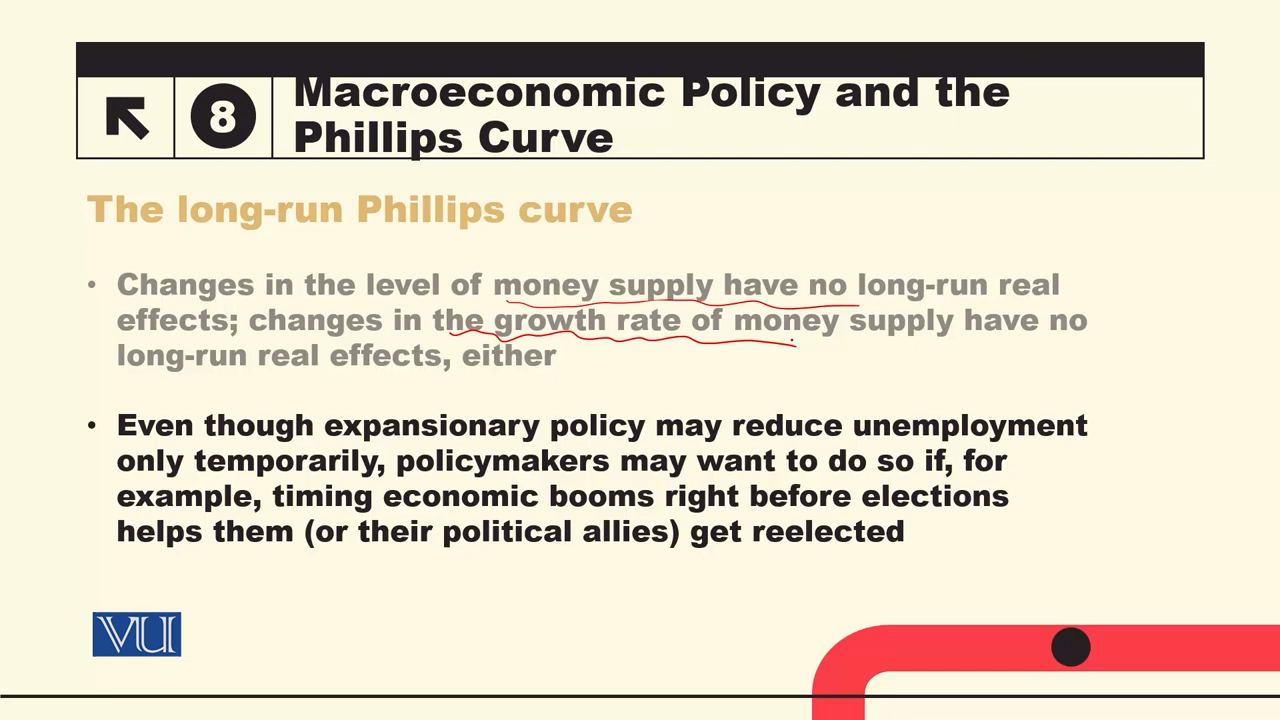 8
Macroeconomic Policy and the
Phillips Curve
The long-run Phillips curve
• Changes in the level of money supply have no long-run real
effects; changes in the growth rate of money supply have no
long-run real effects, either
• Even though expansionary policy may reduce unemployment
only temporarily, policymakers may want to do so if, for
example, timing economic booms right before elections
helps them (or their political allies) get reelected
VU